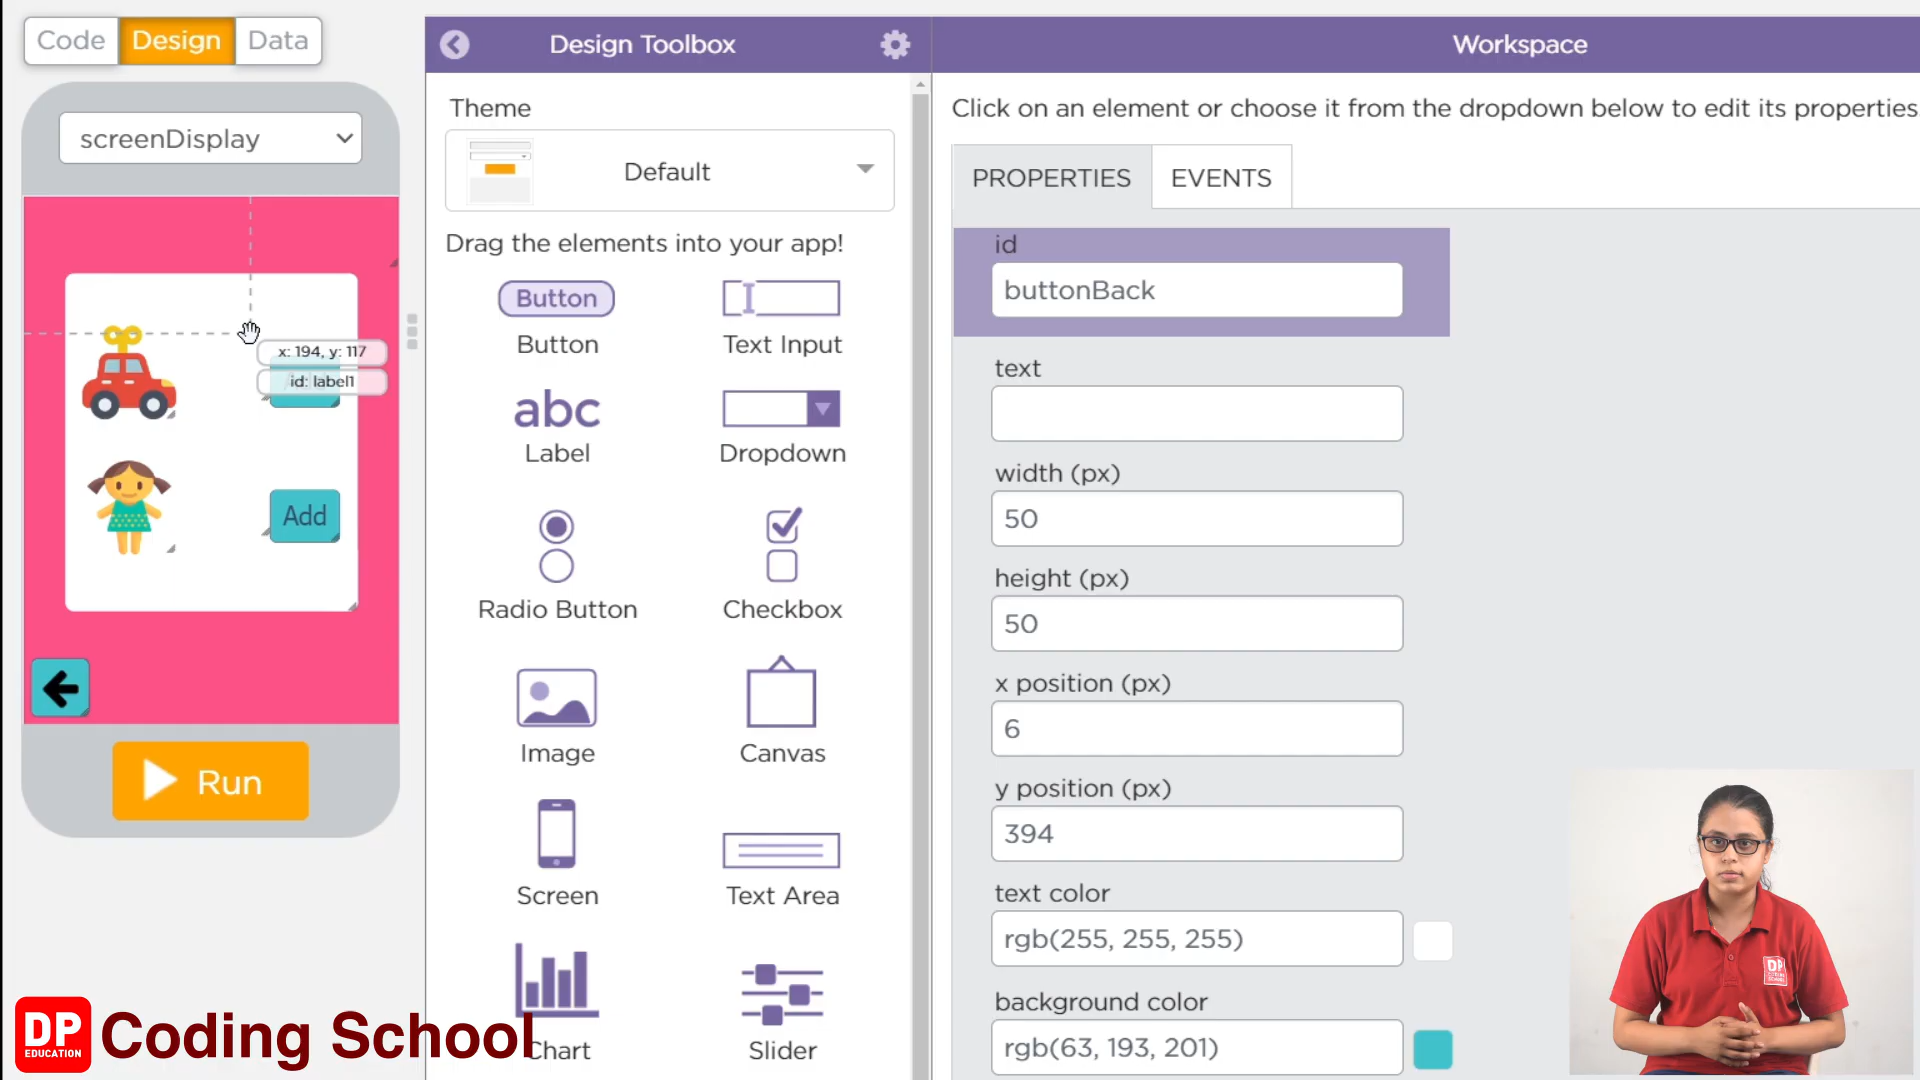 Code
Design
Data
Design Toolbox
Workspace
Theme
screenDisplay
Default
Click on an element or choose it from the dropdown below to edit its properties.
PROPERTIES
EVENTS
Drag the elements into your app!
id
buttonBack
Button
Button
Text Input
x: 194, y: 117
id: label1
text
abc
Label
Dropdown
width (px)
50
Add
Radio Button
Checkbox
height (px)
50
x position (px)
6
Image
Canvas
Run
y position (px)
394
Screen
Text Area
text color
rgb(255, 255, 255)
background color
rgb(63, 193, 201)
Chart
Slider
DP
EDUCATION
Coding School
DP